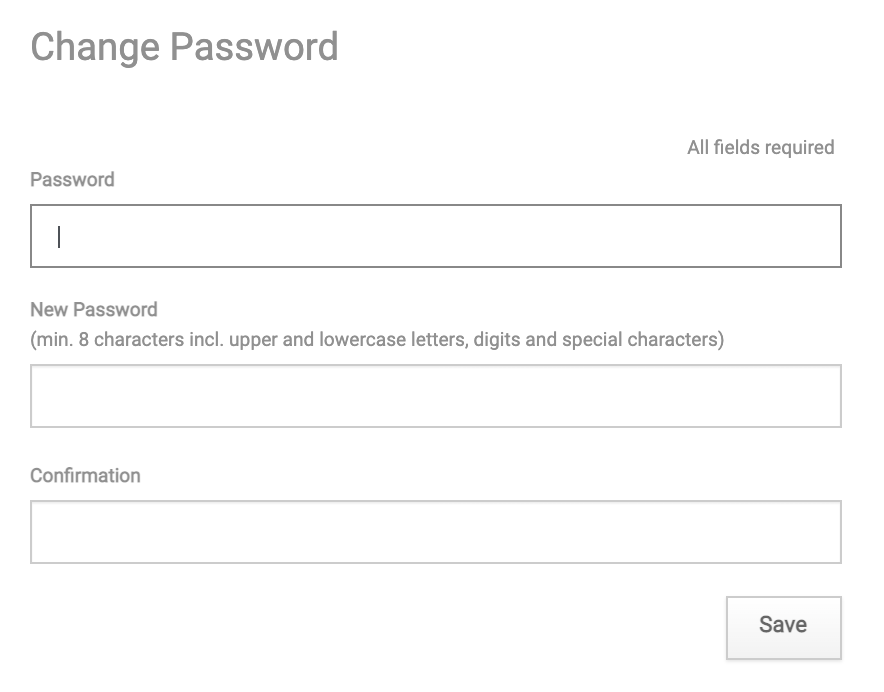 Change Password
All fields required
Password
New Password
(min. 8 characters incl. upper and lowercase letters, digits and special characters)
Confirmation
Save